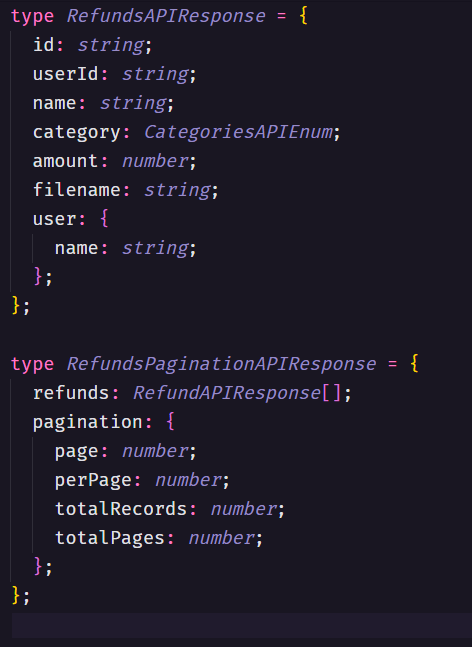 type RefundsAPIResponse = {
  id: string;
  userId: string;
  name: string;
  category: CategoriesAPIEnum;
  amount: number;
  filename: string;
  user: {
    name: string;
  };
};

type RefundsPaginationAPIResponse = {
  refunds: RefundAPIResponse[];
  pagination: {
    page: number;
    perPage: number;
    totalRecords: number;
    totalPages: number;
  };
};